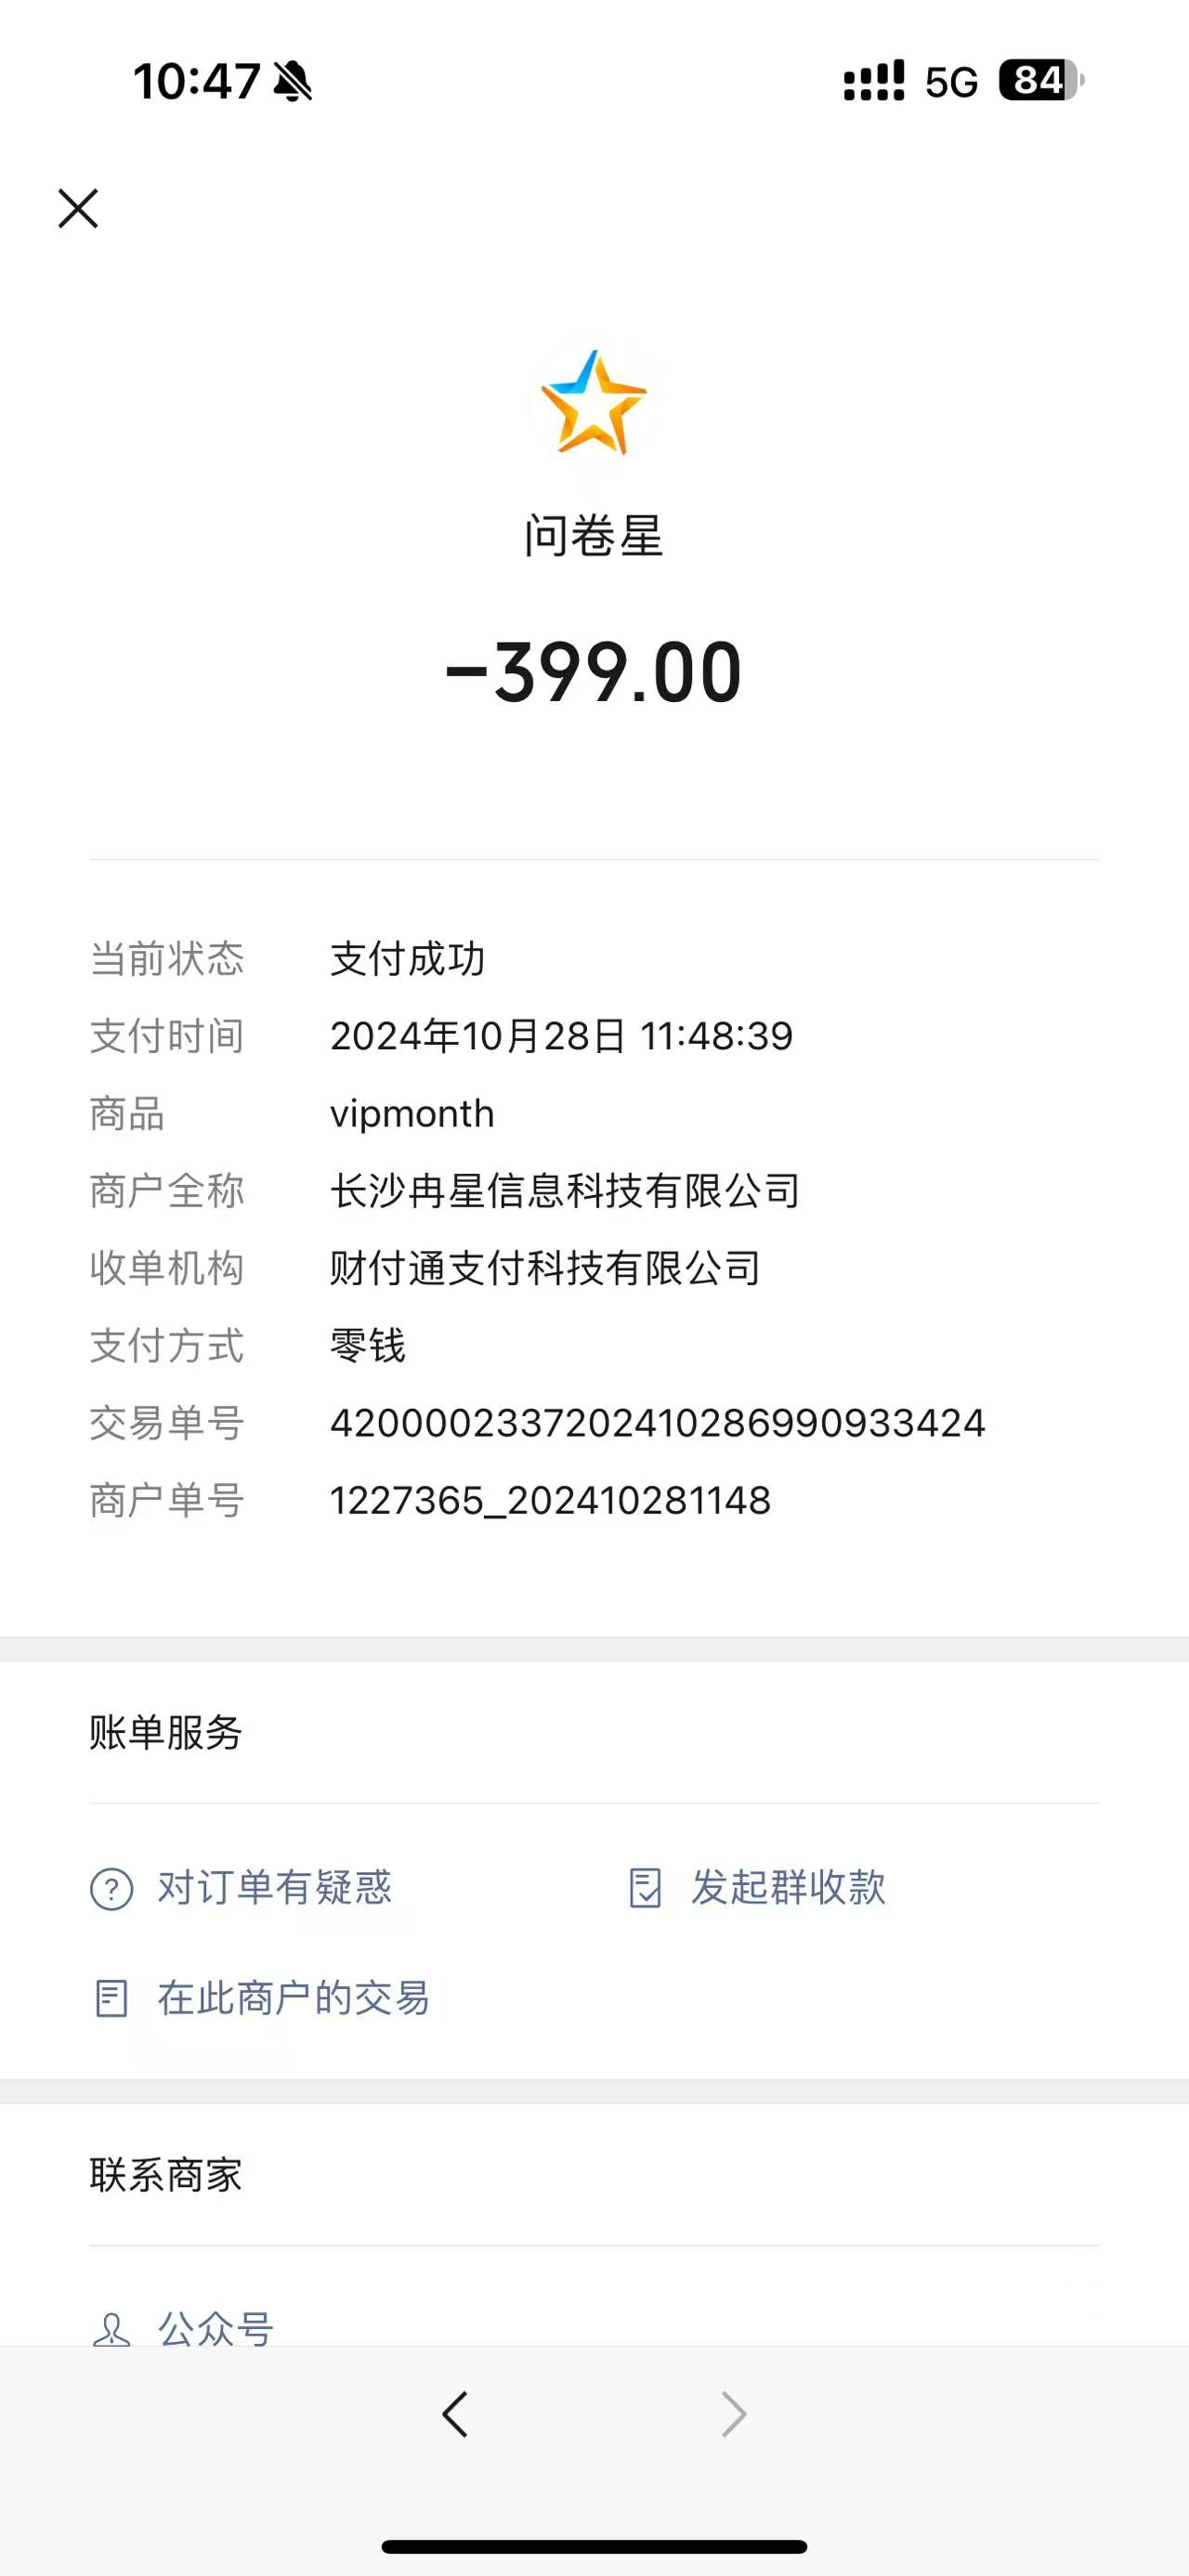 10:47 5G 84
问卷星
-399.00
当前状态 支付成功
支付时间 2024年10月28日 11:48:39
商品 vipmonth
商户全称 长沙冉星信息科技有限公司
收单机构 财付通支付科技有限公司
支付方式 零钱
交易单号 4200002337202410286990933424
商户单号 1227365_202410281148
账单服务
对订单有疑惑 发起群收款
在此商户的交易
联系商家
公众号